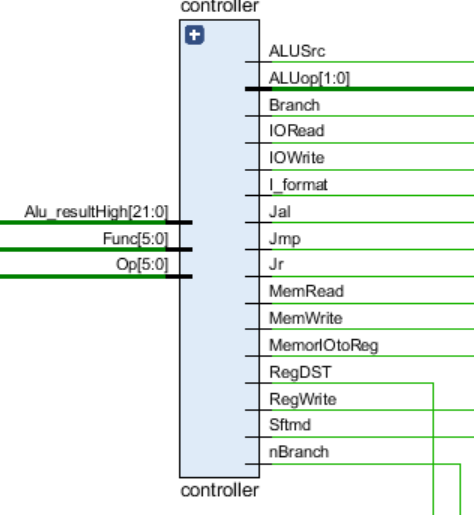 controller
ALUSrc
ALUop[1:0]
Branch
IORead
IOWrite
I_format
Alu_resultHigh[21:0]
Jal
Func[5:0]
Jmp
Op[5:0]
Jr
MemRead
MemWrite
MemorIOtoReg
RegDST
RegWrite
Sftmd
nBranch
controller